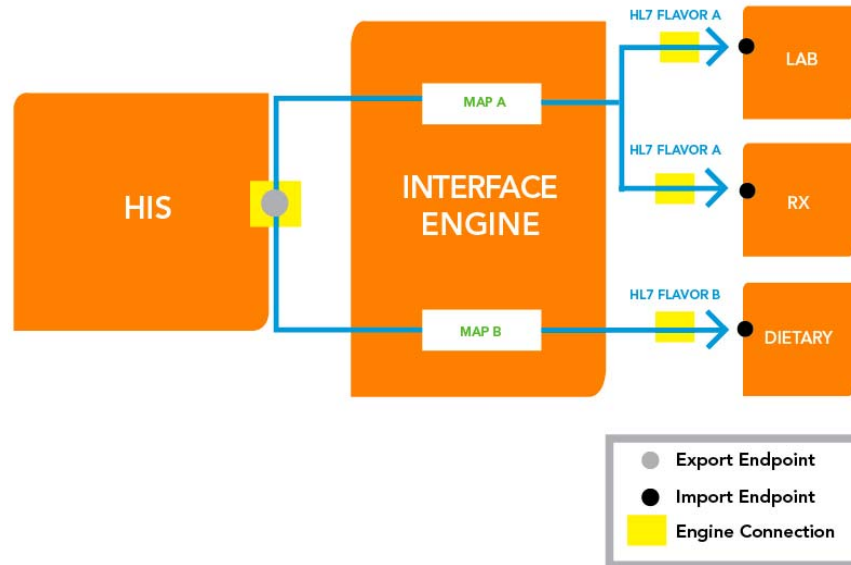 HL7 FLAVOR A
LAB
MAP A
HL7 FLAVOR A
HIS
INTERFACE
ENGINE
RX
HL7 FLAVOR B
MAP B
DIETARY
Export Endpoint
Import Endpoint
Engine Connection